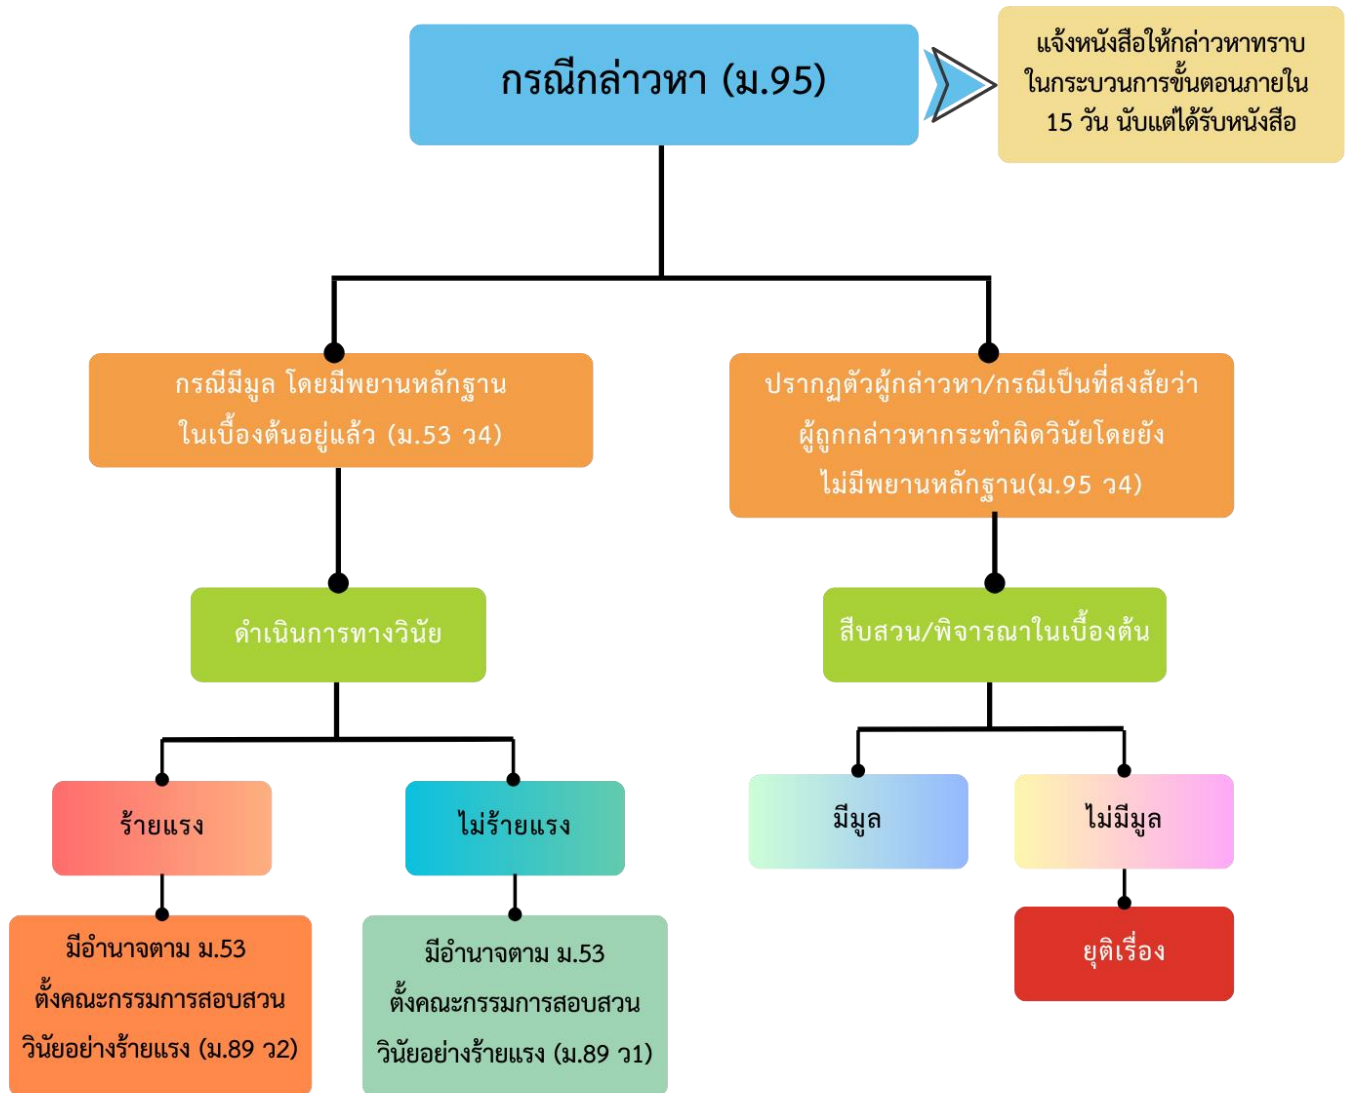 กรณีกล่าวหา (ม.95)
แจ้งหนังสือให้กล่าวหาทราบ
ในกระบวนการขั้นตอนภายใน
15 วัน นับแต่ได้รับหนังสือ
กรณีมีมูล โดยมีพยานหลักฐาน
ในเบื้องต้นอยู่แล้ว (ม.53 ว4)
ปรากฏตัวผู้กล่าวหา/กรณีเป็นที่สงสัยว่า
ผู้ถูกกล่าวหากระทำผิดวินัยโดยยัง
ไม่มีพยานหลักฐาน(ม.95 ว4)
ดำเนินการทางวินัย
สืบสวน/พิจารณาในเบื้องต้น
ร้ายแรง
ไม่ร้ายแรง
มีมูล
ไม่มีมูล
มีอำนาจตาม ม.53
ตั้งคณะกรรมการสอบสวน
วินัยอย่างร้ายแรง (ม.89 ว2)
มีอำนาจตาม ม.53
ตั้งคณะกรรมการสอบสวน
วินัยอย่างร้ายแรง (ม.89 ว1)
ยุติเรื่อง